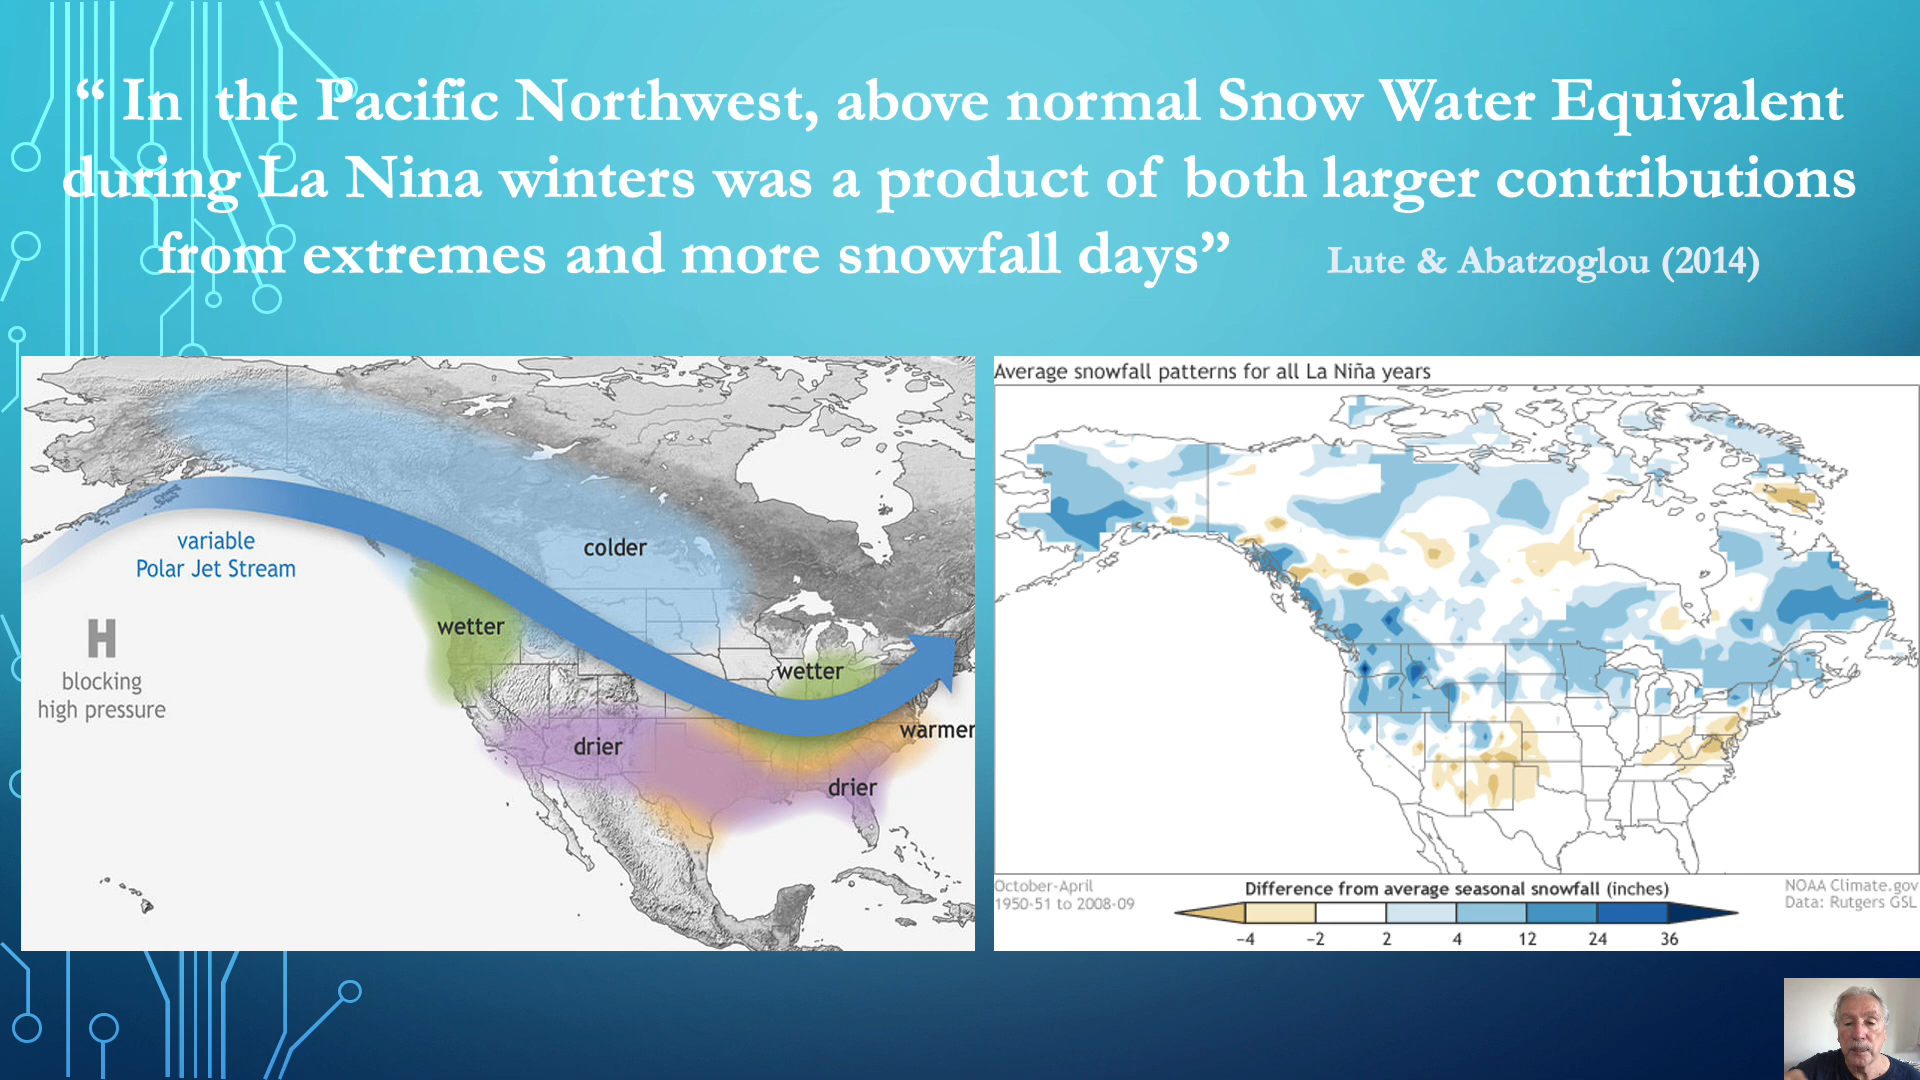 “ In the Pacific Northwest, above normal Snow Water Equivalent
during La Nina winters was a product of both larger contributions
from extremes and more snowfall days” Lute & Abatzoglou (2014)
variable
Polar Jet Stream
H
blocking
high pressure
colder
wetter
wetter
warmer
drier
drier
Average snowfall patterns for all La Niña years
October-April
1950-51 to 2008-09
Difference from average seasonal snowfall (inches)
−4 −2 2 4 12 24 36
NOAA Climate.gov
Data: Rutgers GSL